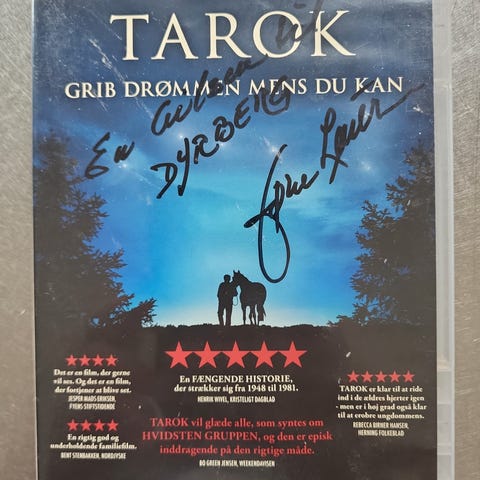 TAROK
GRIB DRØMMEN MENS DU KAN
En
til
DYRBERG
★★★★
Det er en film, der gerne
vil ses. Og det er en film,
der fortjener at blive set.
JESPER MADS ERIKSEN,
FYENS STIFTSTIDENDE
★★★★
En rigtig god og
underholdende familiefilm.
BENT STENBAKKEN, NORDJYSKE
★★★★★
En FÆNGENDE HISTORIE,
der strækker sig fra 1948 til 1981.
HENRIK WIVEL, KRISTELIGT DAGBLAD
TAROK vil glæde alle, som syntes om
HVIDSTEN GRUPPEN, og den er episk
inddragende på den rigtige måde.
BO GREEN JENSEN, WEEKENDAVISEN
★★★★★
TAROK er klar til at ride
ind i de ældres hjerter igen
- men er i høj grad også klar
til at erobre ungdommens.
REBECCA BIRNER HANSEN,
HERNING FOLKEBLAD